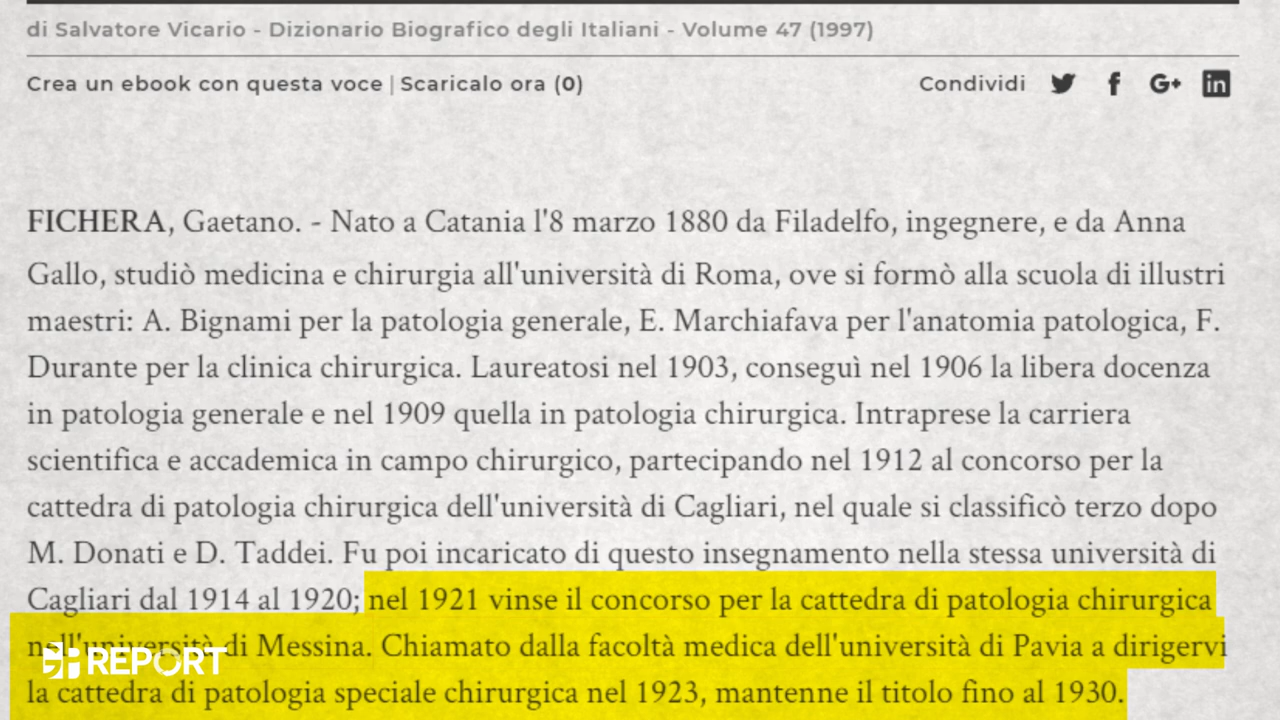 di Salvatore Vicario - Dizionario Biografico degli Italiani - Volume 47 (1997)
Crea un ebook con questa voce | Scaricalo ora (0)
Condividi
FICHERA, Gaetano. - Nato a Catania l'8 marzo 1880 da Filadelfo, ingegnere, e da Anna
Gallo, studiò medicina e chirurgia all'università di Roma, ove si formò alla scuola di illustri
maestri: A. Bignami per la patologia generale, E. Marchiafava per l'anatomia patologica, F.
Durante per la clinica chirurgica. Laureatosi nel 1903, conseguì nel 1906 la libera docenza
in patologia generale e nel 1909 quella in patologia chirurgica. Intraprese la carriera
scientifica e accademica in campo chirurgico, partecipando nel 1912 al concorso per la
cattedra di patologia chirurgica dell'università di Cagliari, nel quale si classificò terzo dopo
M. Donati e D. Taddei. Fu poi incaricato di questo insegnamento nella stessa università di
Cagliari dal 1914 al 1920; nel 1921 vinse il concorso per la cattedra di patologia chirurgica
nell'università di Messina. Chiamato dalla facoltà medica dell'università di Pavia a dirigervi
la cattedra di patologia speciale chirurgica nel 1923, mantenne il titolo fino al 1930.
REPORT